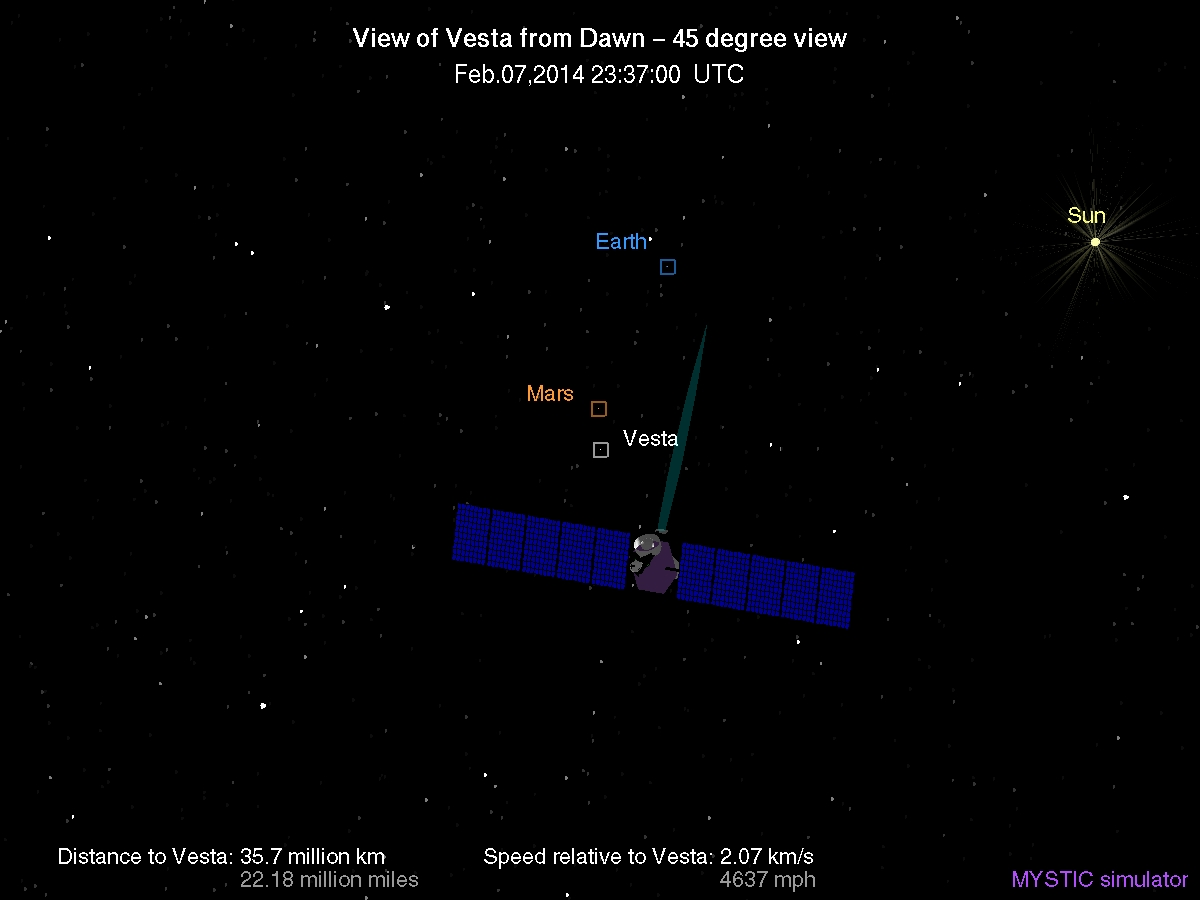 View of Vesta from Dawn – 45 degree view
Feb.07,2014 23:37:00 UTC
Sun
Earth
Mars
Vesta
Distance to Vesta: 35.7 million km
22.18 million miles
Speed relative to Vesta: 2.07 km/s
4637 mph
MYSTIC simulator